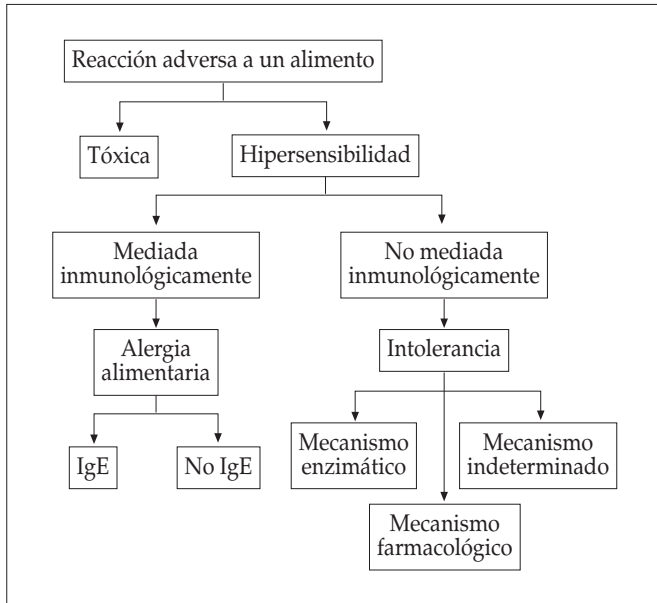 Reacción adversa a un alimento
Tóxica
Hipersensibilidad
Mediada
inmunológicamente
No mediada
inmunológicamente
Alergia
alimentaria
Intolerancia
IgE
No IgE
Mecanismo
enzimático
Mecanismo
indeterminado
Mecanismo
farmacológico